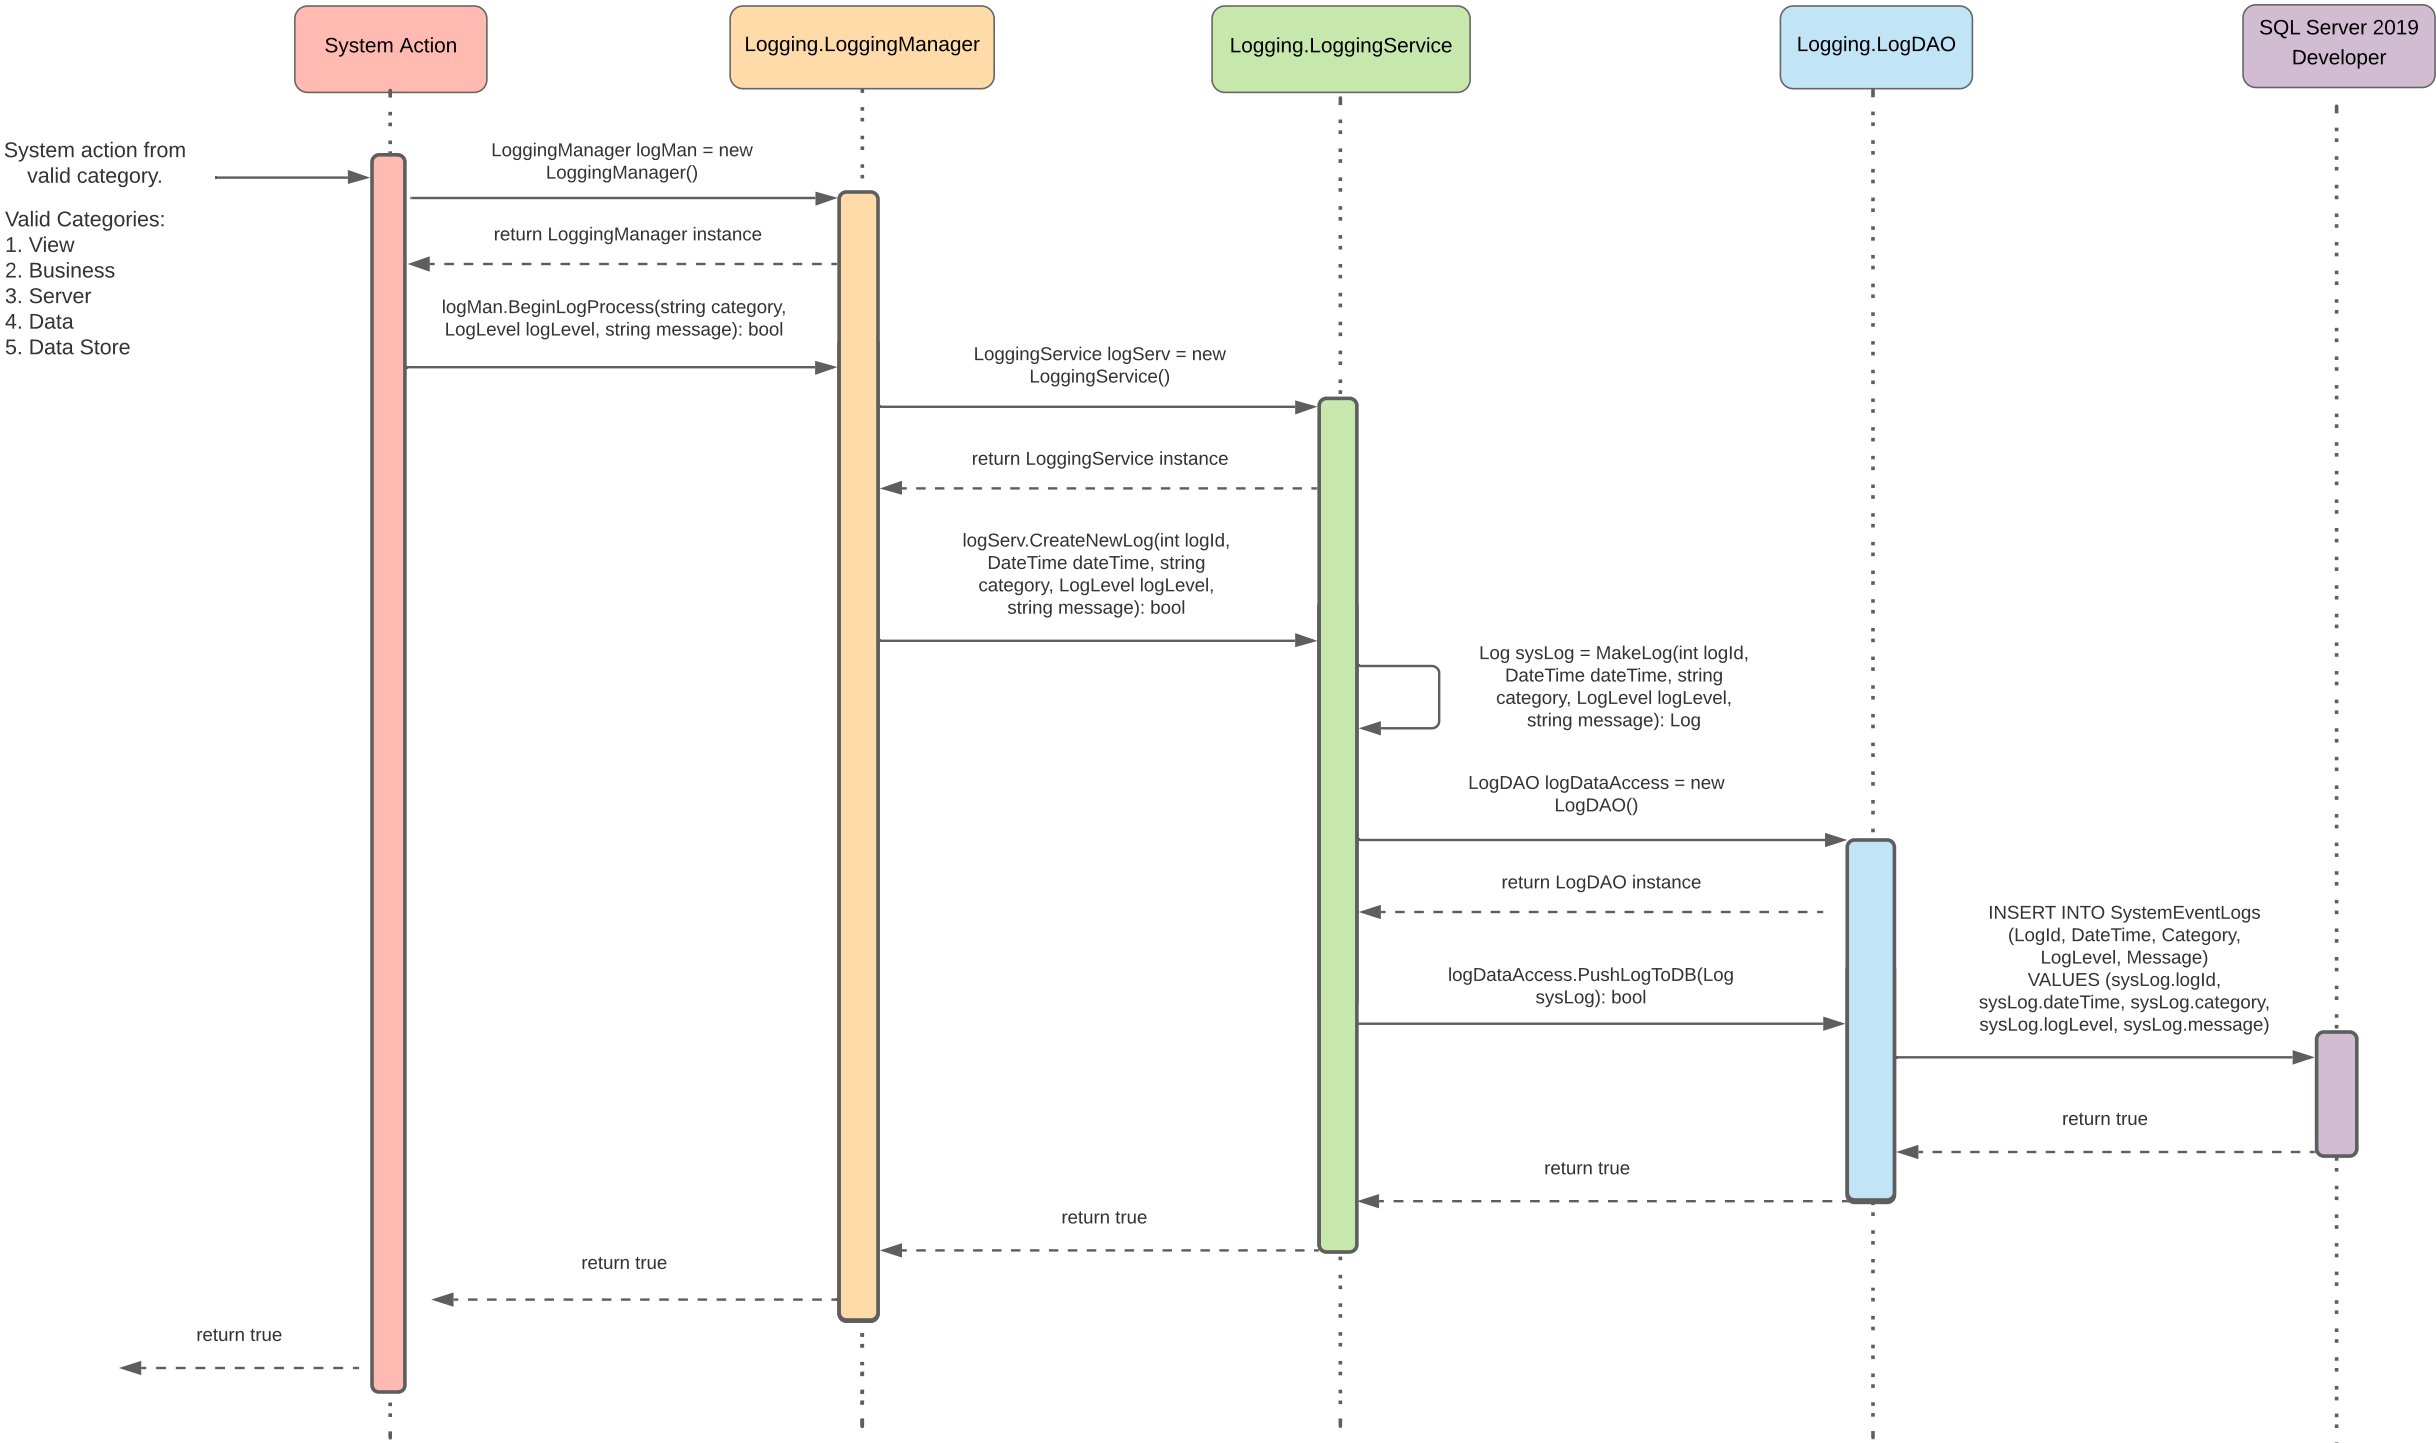 System Action
Logging.LoggingManager
Logging.LoggingService
Logging.LogDAO
SQL Server 2019
Developer
System action from
valid category.
Valid Categories:
1. View
2. Business
3. Server
4. Data
5. Data Store
LoggingManager logMan = new
LoggingManager()
return LoggingManager instance
logMan.BeginLogProcess(string category,
LogLevel logLevel, string message): bool
LoggingService logServ = new
LoggingService()
return LoggingService instance
logServ.CreateNewLog(int logId,
DateTime dateTime, string
category, LogLevel logLevel,
string message): bool
Log sysLog = MakeLog(int logId,
DateTime dateTime, string
category, LogLevel logLevel,
string message): Log
LogDAO logDataAccess = new
LogDAO()
return LogDAO instance
logDataAccess.PushLogToDB(Log
sysLog): bool
INSERT INTO SystemEventLogs
(LogId, DateTime, Category,
LogLevel, Message)
VALUES (sysLog.logId,
sysLog.dateTime, sysLog.category,
sysLog.logLevel, sysLog.message)
return true
return true
return true
return true
return true